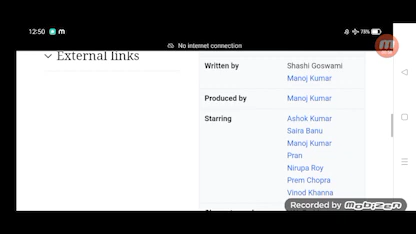 12:50 m
78%
No internet connection
External links
Written by Shashi Goswami
Manoj Kumar
Produced by Manoj Kumar
Starring Ashok Kumar
Saira Banu
Manoj Kumar
Pran
Nirupa Roy
Prem Chopra
Vinod Khanna
Recorded by mobizen